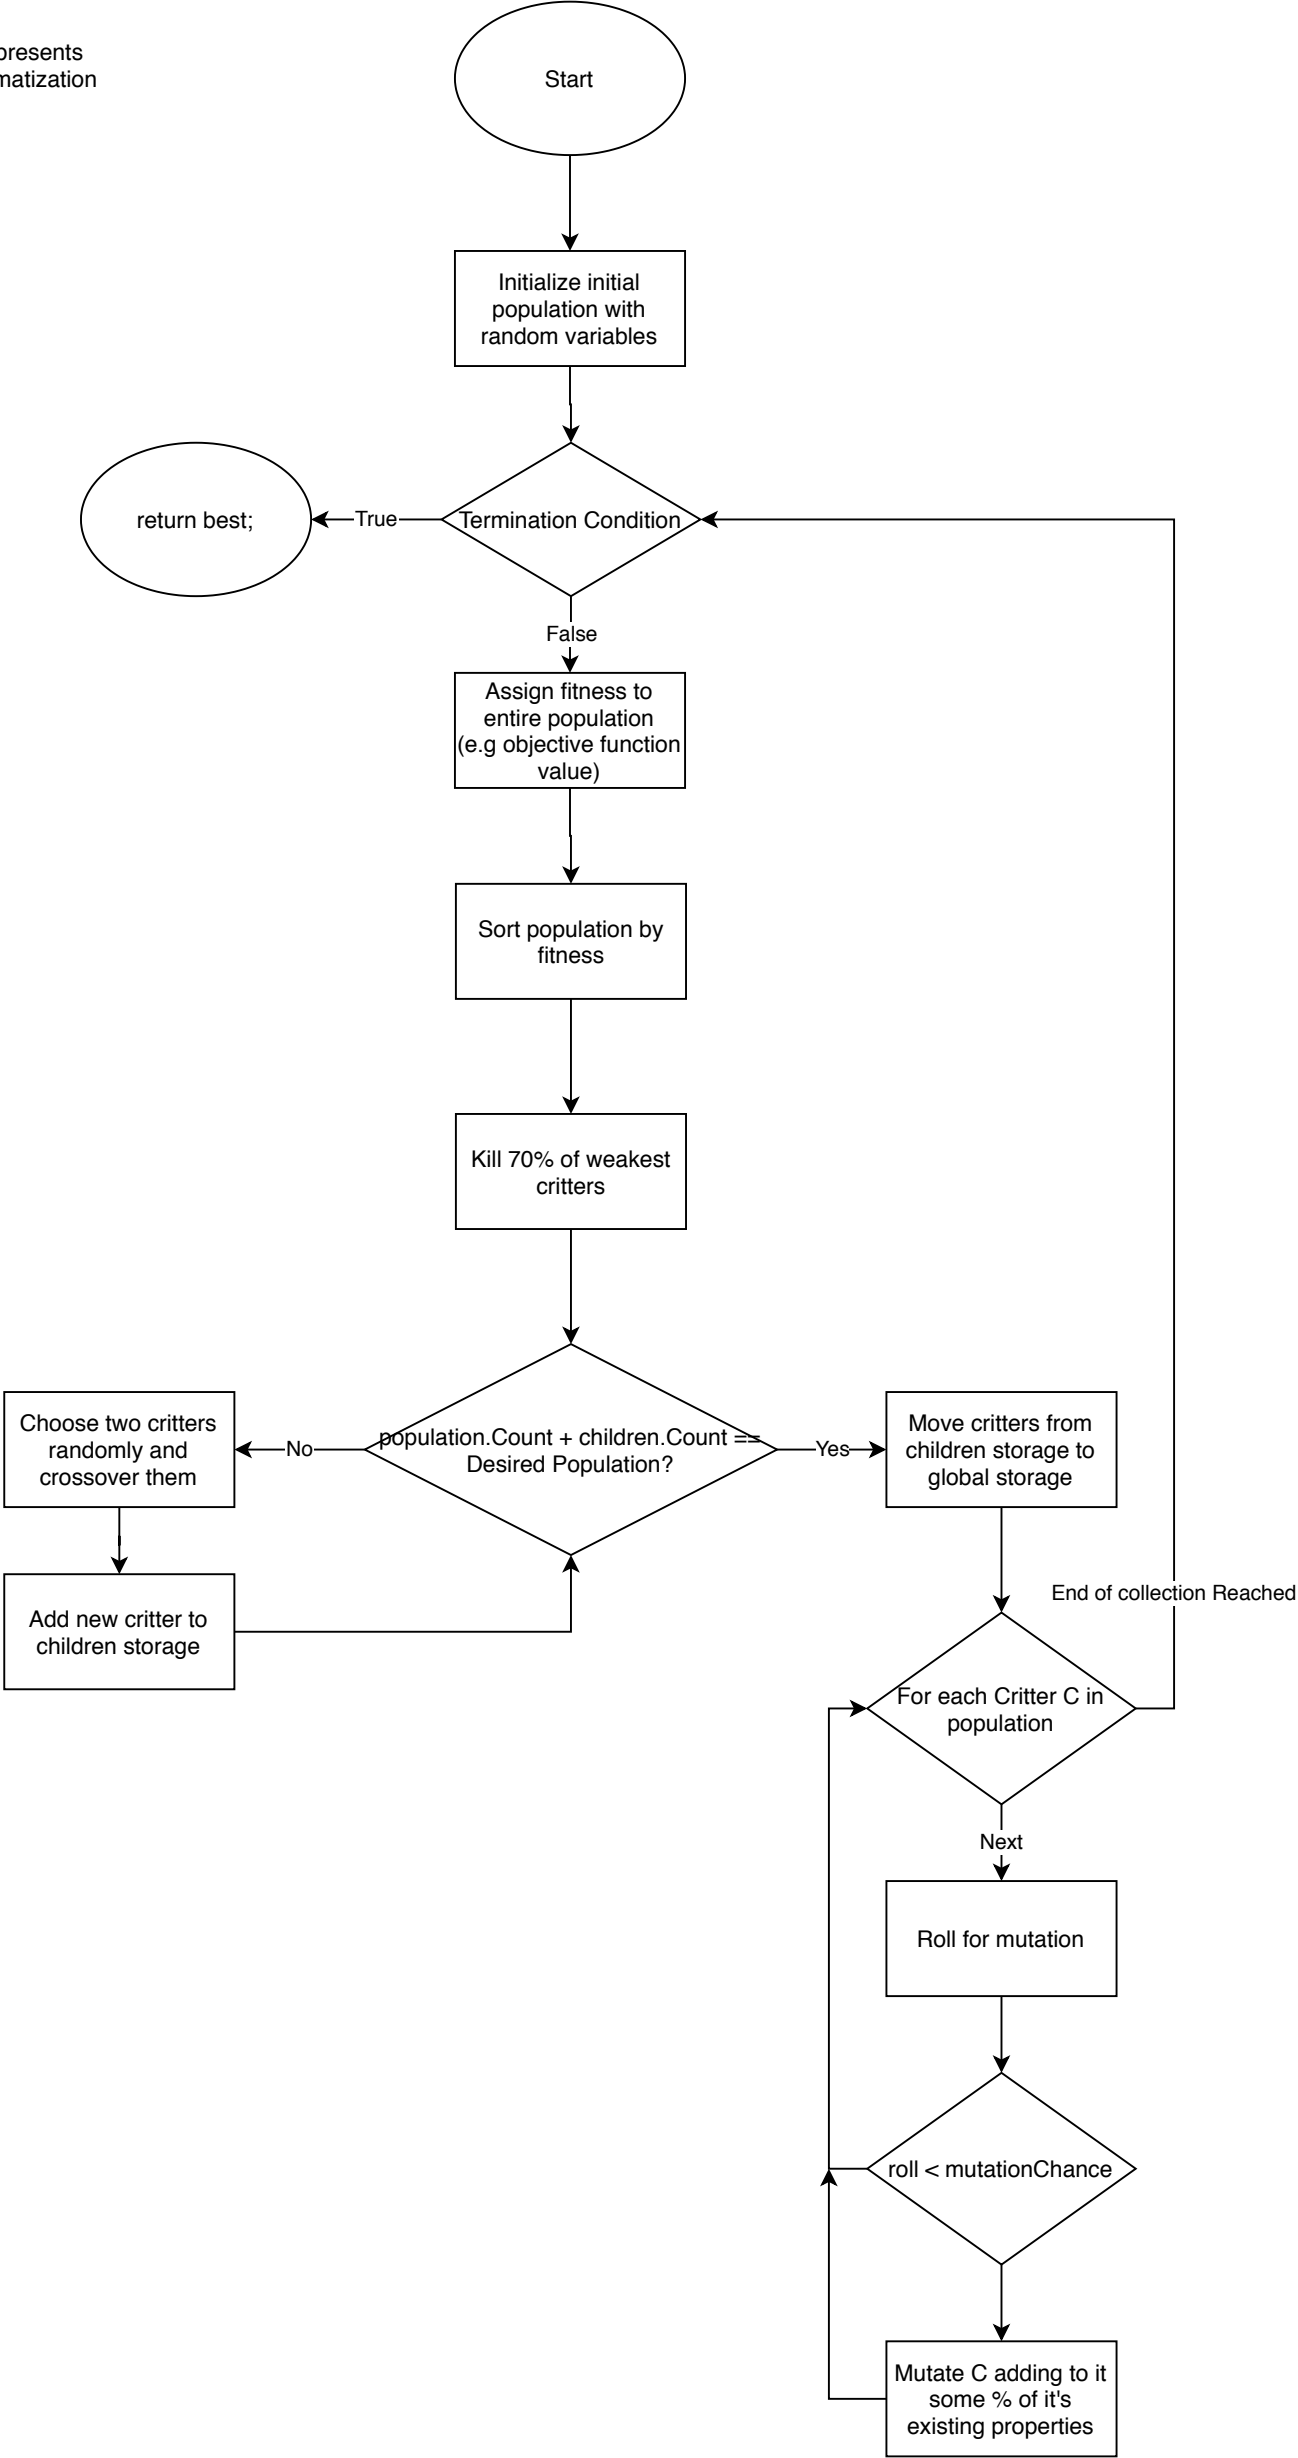 presents
matization
Start
Initialize initial
population with
random variables
return best;
True
Termination Condition
False
Assign fitness to
entire population
(e.g objective function
value)
Sort population by
fitness
Kill 70% of weakest
critters
Choose two critters
randomly and
crossover them
No
population.Count + children.Count ==
Desired Population?
Yes
Move critters from
children storage to
global storage
Add new critter to
children storage
End of collection Reached
For each Critter C in
population
Next
Roll for mutation
roll < mutationChance
Mutate C adding to it
some % of it's
existing properties